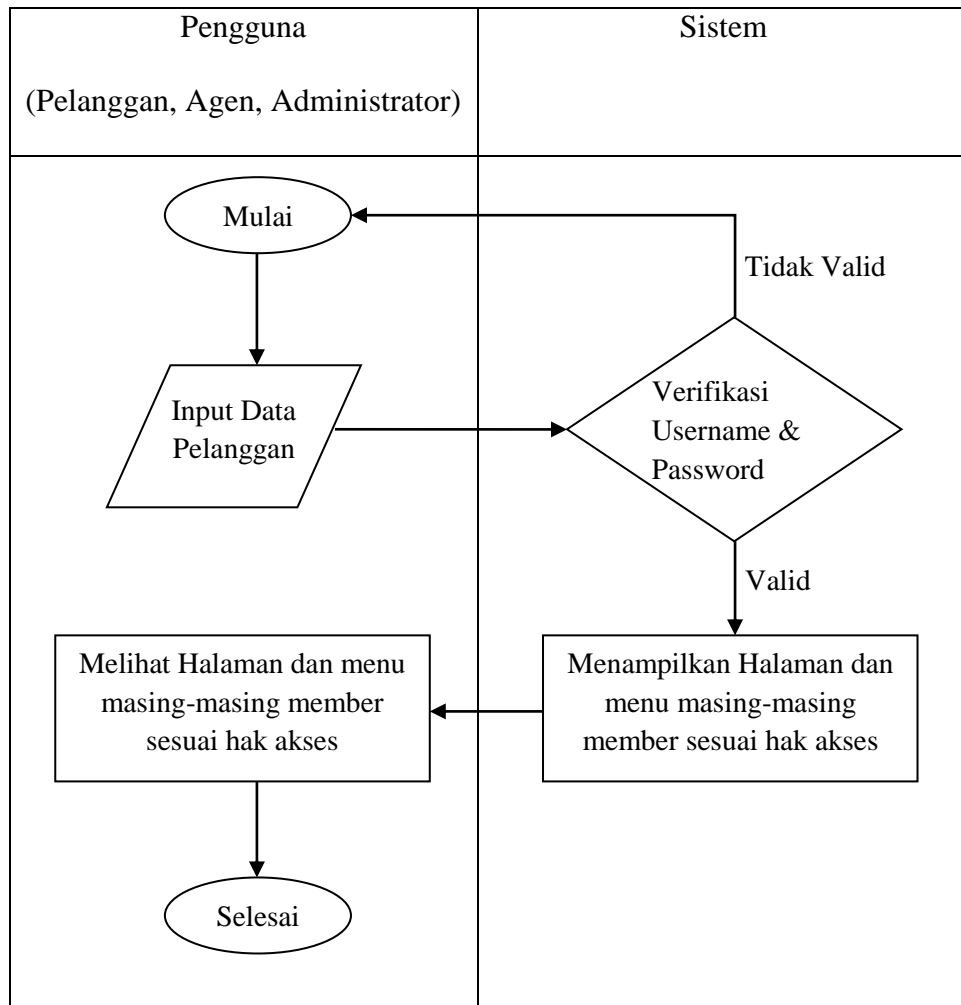 Pengguna
(Pelanggan, Agen, Administrator)
Sistem
Mulai
Tidak Valid
Input Data
Pelanggan
Verifikasi
Username &
Password
Valid
Melihat Halaman dan menu
masing-masing member
sesuai hak akses
Menampilkan Halaman dan
menu masing-masing
member sesuai hak akses
Selesai